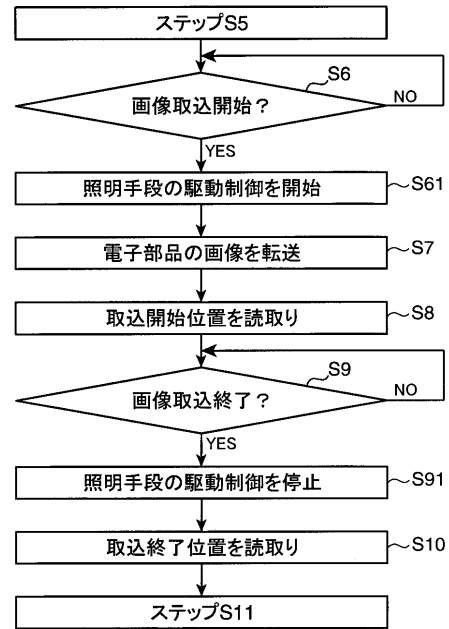 ステップS5
S6
画像取込開始？
NO
YES
照明手段の駆動制御を開始
S61
電子部品の画像を転送
S7
取込開始位置を読取り
S8
S9
画像取込終了？
NO
YES
照明手段の駆動制御を停止
S91
取込終了位置を読取り
S10
ステップS11